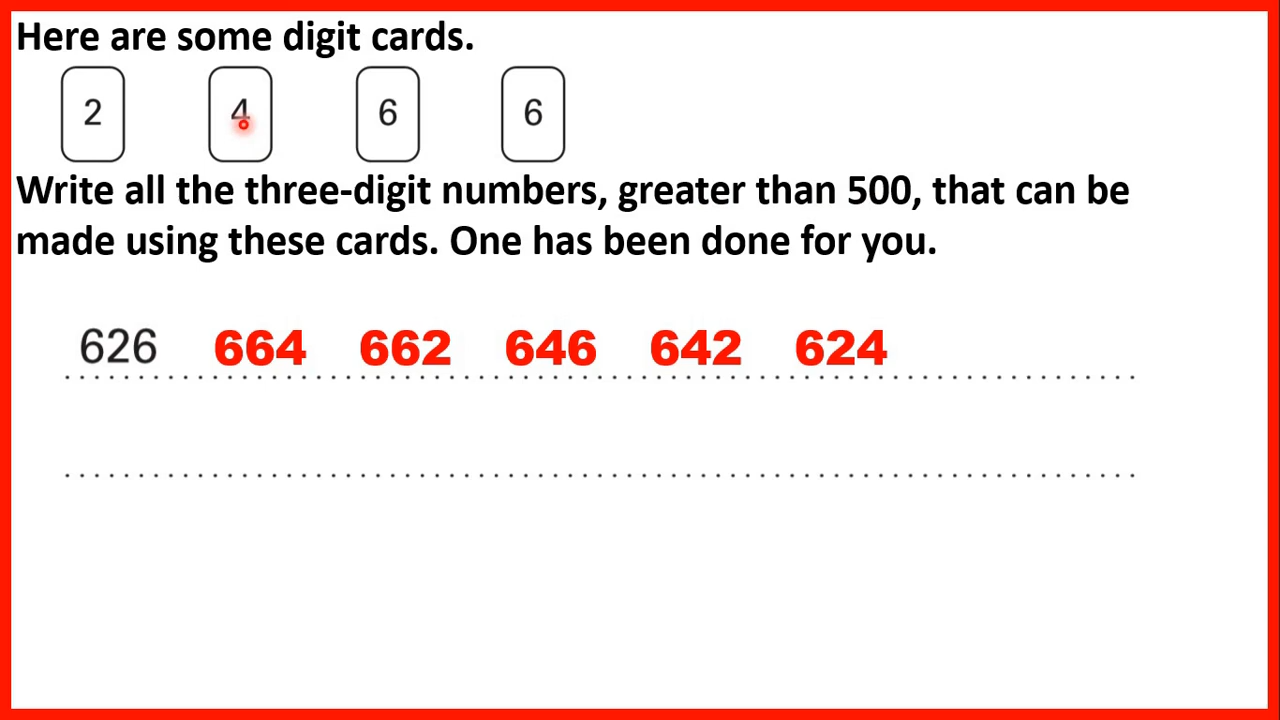 Here are some digit cards.
2 4 6 6
Write all the three-digit numbers, greater than 500, that can be
made using these cards. One has been done for you.
626 664 662 646 642 624